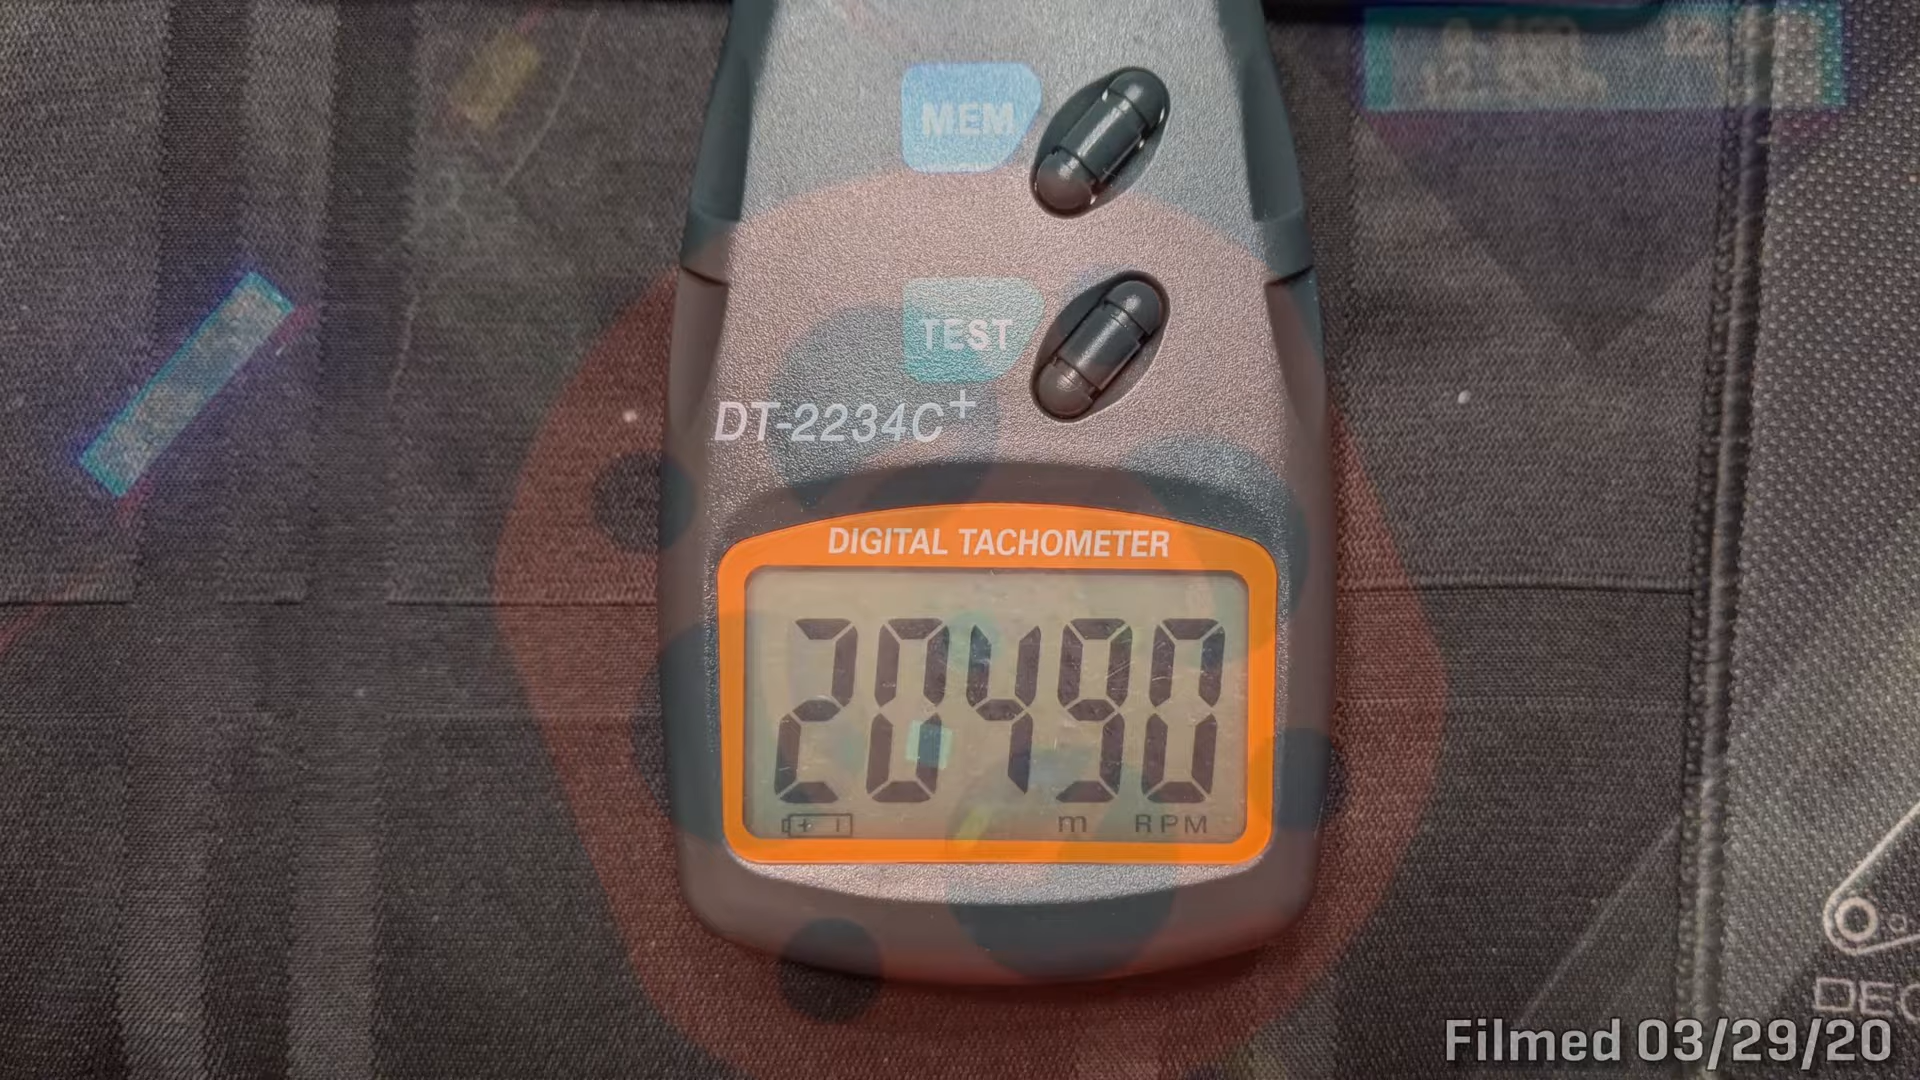 MEM
TEST
DT-2234C+
DIGITAL TACHOMETER
20490
m RPM
Filmed 03/29/20